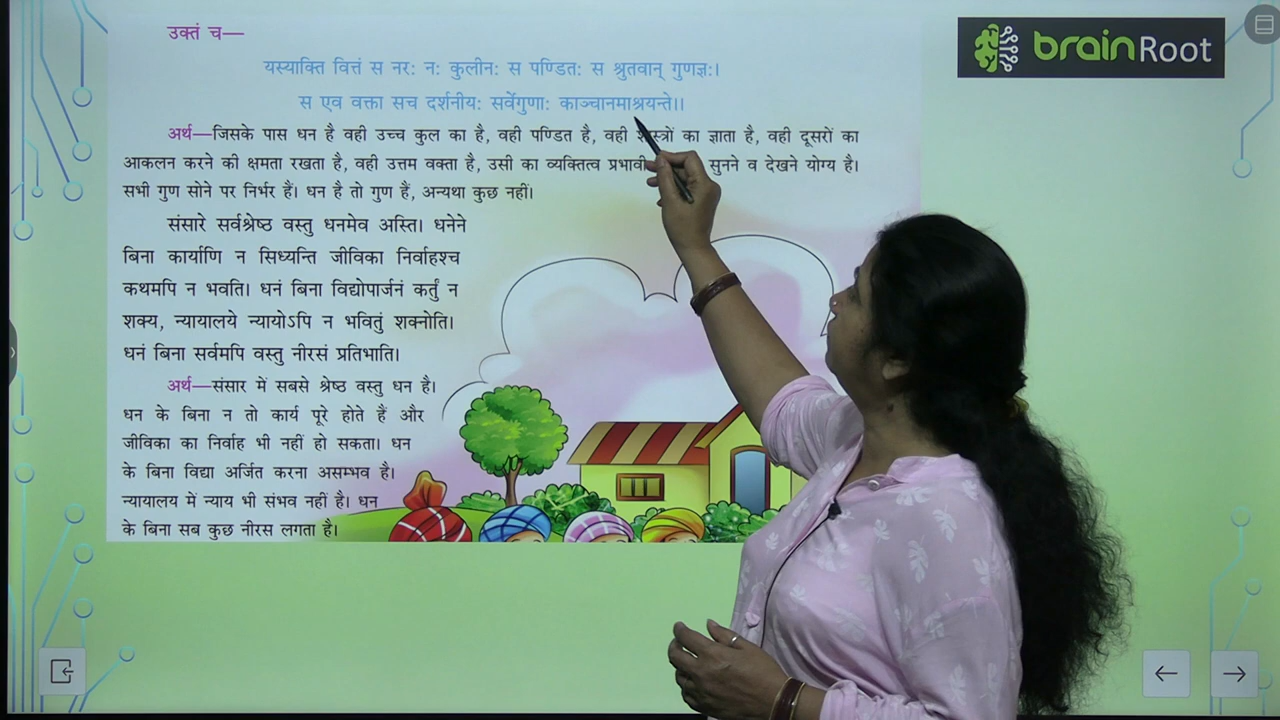 उक्तं च—
brainRoot
यस्याक्ति वित्तं स नरः नः कुलीनः स पण्डितः स श्रुतवान् गुणज्ञः।
स एव वक्ता सच दर्शनीयः सर्वेगुणाः काञ्चानमाश्रयन्ते।।
अर्थ—जिसके पास धन है वही उच्च कुल का है, वही पण्डित है, वही का ज्ञाता है, वही दूसरों का
आकलन करने की क्षमता रखता है, वही उत्तम वक्ता है, उसी का व्यक्तित्व सुनने व देखने योग्य है।
सभी गुण सोने पर निर्भर हैं। धन है तो गुण हैं, अन्यथा कुछ नहीं।
संसारे सर्वश्रेष्ठ वस्तु धनमेव अस्ति। धनेने
बिना कार्याणि न सिध्यन्ति जीविका निर्वाहश्च
कथमपि न भवति। धनं बिना विद्योपार्जनं कर्तुं न
शक्य, न्यायालये न्यायोऽपि न भवितुं शक्नोति।
धनं बिना सर्वमपि वस्तु नीरसं प्रतिभाति।
अर्थ—संसार में सबसे श्रेष्ठ वस्तु धन है।
धन के बिना न तो कार्य पूरे होते हैं और
जीविका का निर्वाह भी नहीं हो सकता। धन
के बिना विद्या अर्जित करना असम्भव है।
न्यायालय में न्याय भी संभव नहीं है। धन
के बिना सब कुछ नीरस लगता है।